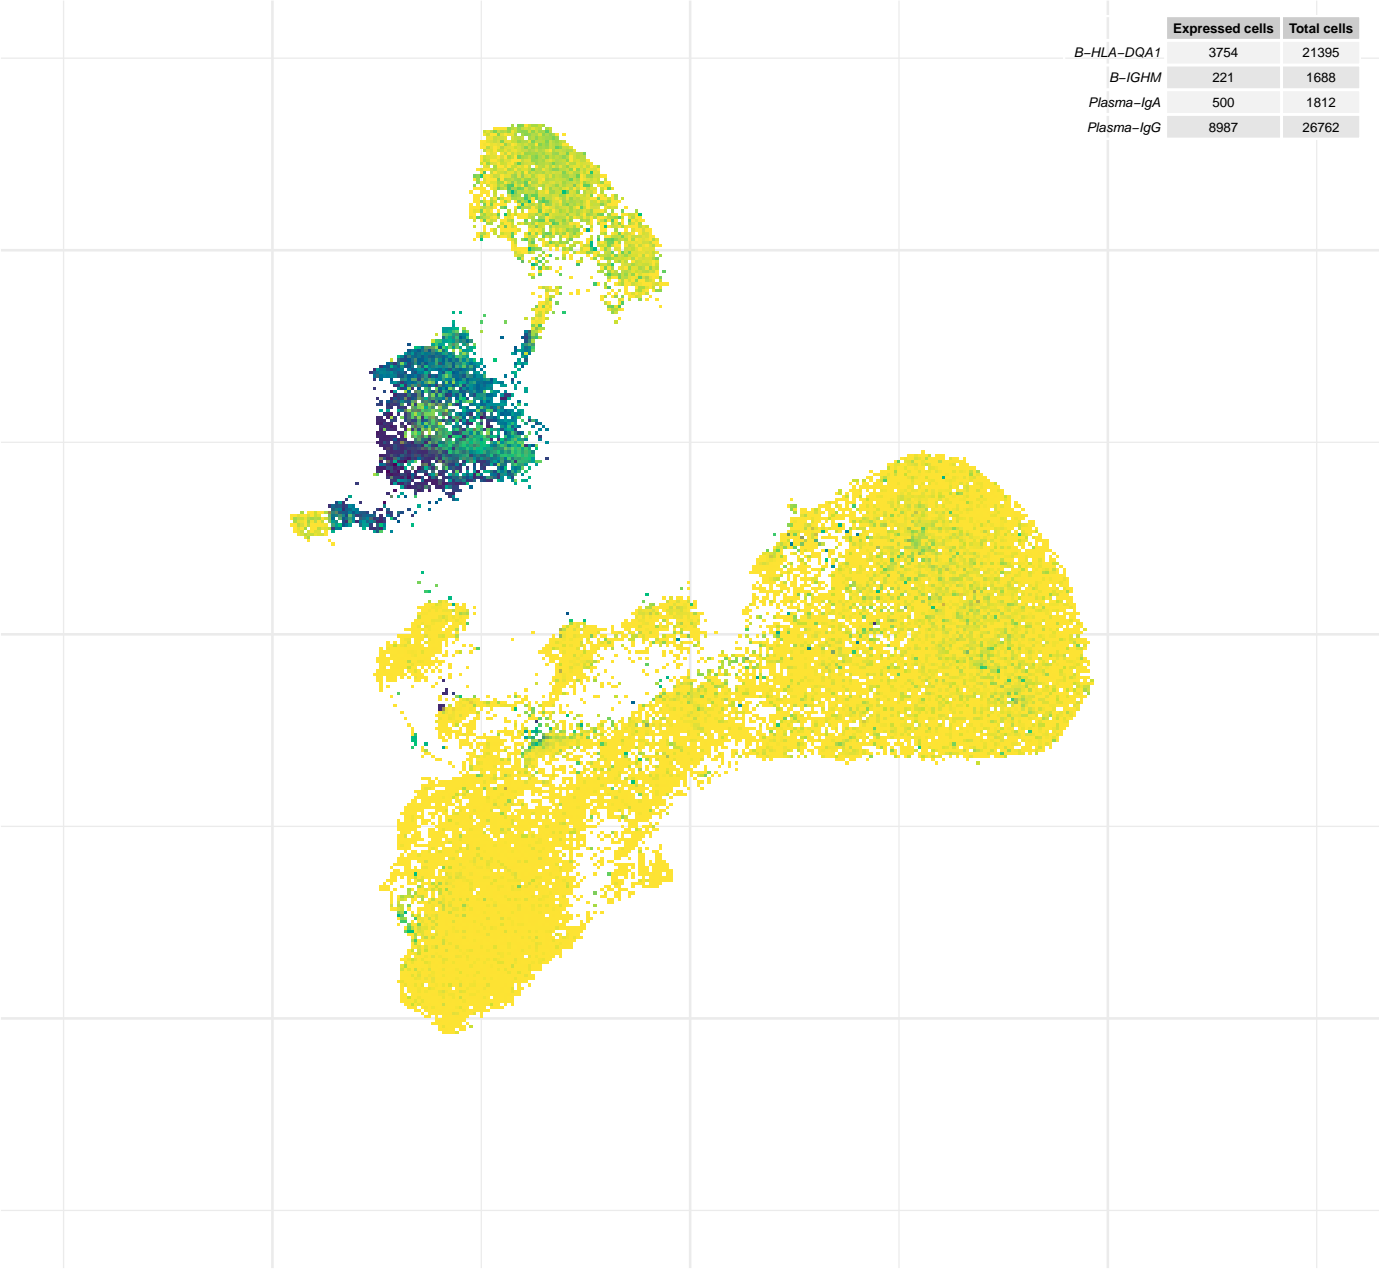 Expressed cells Total cells
B−HLA−DQA1 3754 21395
B−IGHM 221 1688
Plasma−IgA 500 1812
Plasma−IgG 8987 26762